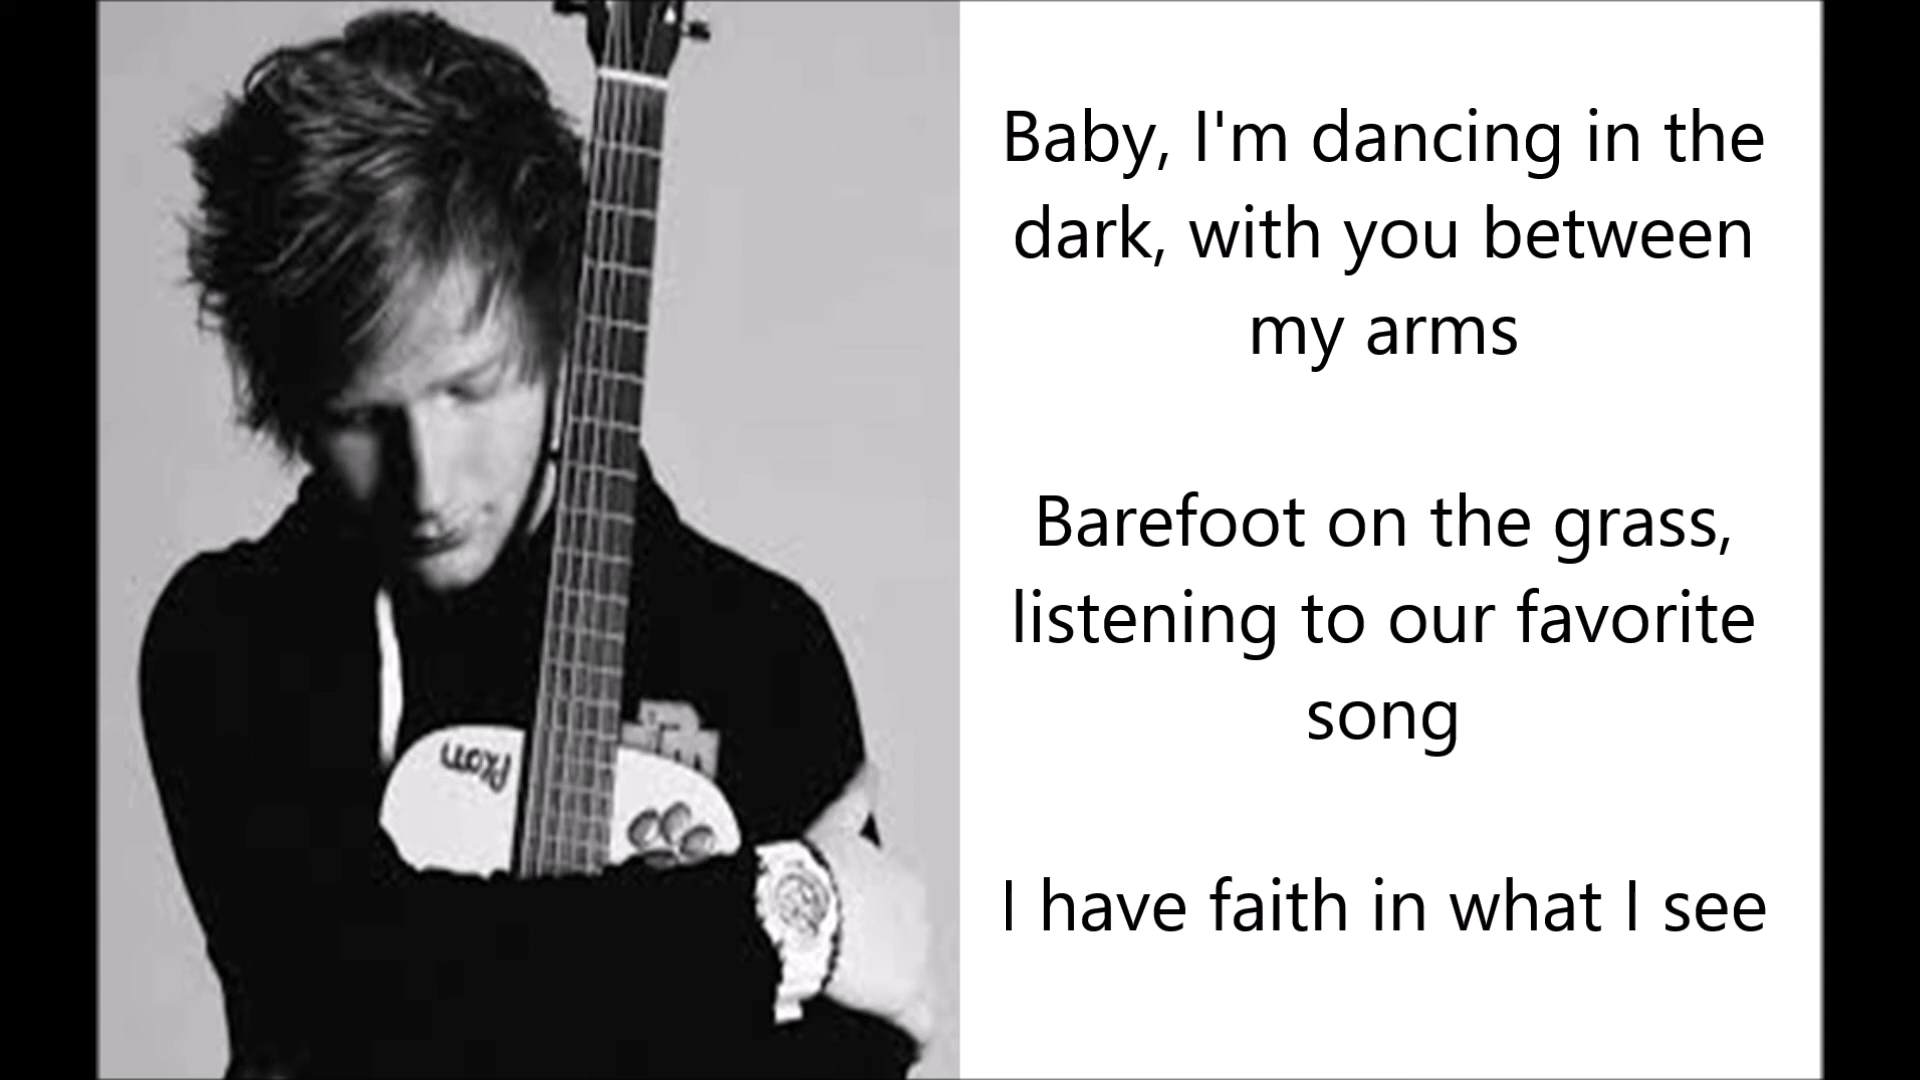 Baby, I'm dancing in the
dark, with you between
my arms
Barefoot on the grass,
listening to our favorite
song
I have faith in what I see